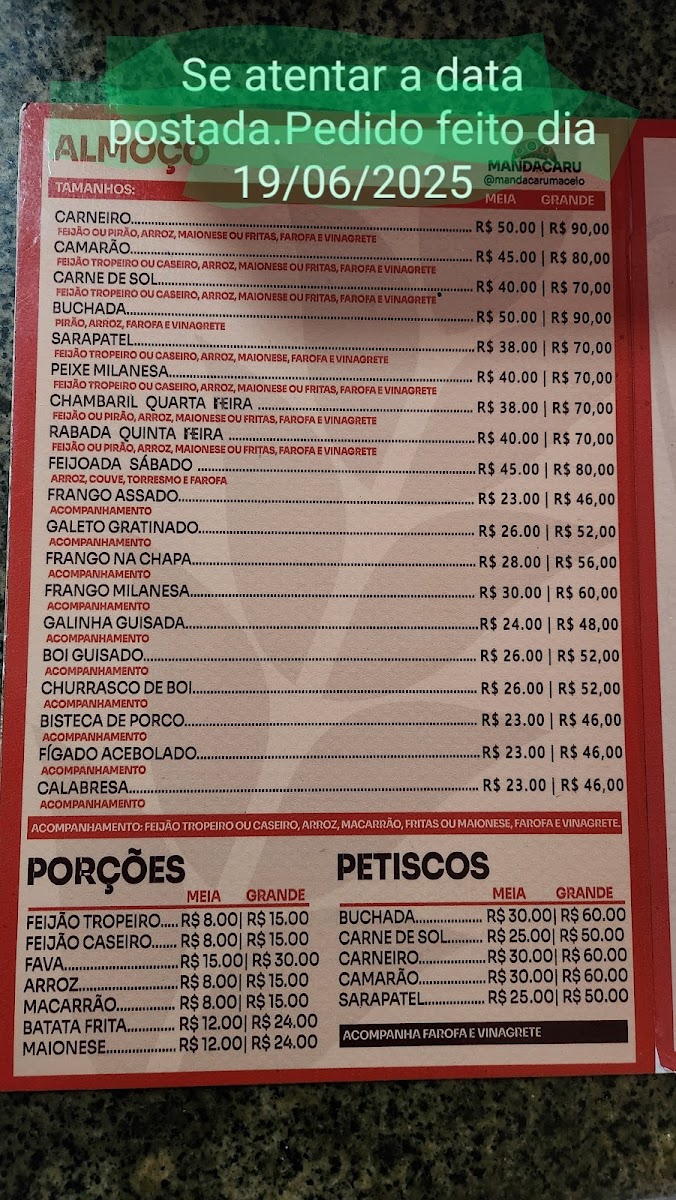 Se atentar a data
postada.Pedido feito dia
19/06/2025
ALMOÇO
MANDACARU
@mandacarumaceio
TAMANHOS: MEIA GRANDE
CARNEIRO R$ 50.00 | R$ 90,00
FEIJÃO OU PIRÃO, ARROZ, MAIONESE OU FRITAS, FAROFA E VINAGRETE
CAMARÃO R$ 45.00 | R$ 80,00
FEIJÃO TROPEIRO OU CASEIRO, ARROZ, MAIONESE OU FRITAS, FAROFA E VINAGRETE
CARNE DE SOL R$ 40.00 | R$ 70,00
FEIJÃO TROPEIRO OU CASEIRO, ARROZ, MAIONESE OU FRITAS, FAROFA E VINAGRETE
BUCHADA R$ 50.00 | R$ 90,00
PIRÃO, ARROZ, FAROFA E VINAGRETE
SARAPATEL R$ 38.00 | R$ 70,00
FEIJÃO TROPEIRO OU CASEIRO, ARROZ, MAIONESE, FAROFA E VINAGRETE
PEIXE MILANESA R$ 40.00 | R$ 70,00
FEIJÃO TROPEIRO OU CASEIRO, ARROZ, MAIONESE OU FRITAS, FAROFA E VINAGRETE
CHAMBARIL QUARTA FEIRA R$ 38.00 | R$ 70,00
FEIJÃO OU PIRÃO, ARROZ, MAIONESE OU FRITAS, FAROFA E VINAGRETE
RABADA QUINTA FEIRA R$ 40.00 | R$ 70,00
FEIJÃO OU PIRÃO, ARROZ, MAIONESE OU FRITAS, FAROFA E VINAGRETE
FEIJOADA SÁBADO R$ 45.00 | R$ 80,00
ARROZ, COUVE, TORRESMO E FAROFA
FRANGO ASSADO R$ 23.00 | R$ 46,00
ACOMPANHAMENTO
GALETO GRATINADO R$ 26.00 | R$ 52,00
ACOMPANHAMENTO
FRANGO NA CHAPA R$ 28.00 | R$ 56,00
ACOMPANHAMENTO
FRANGO MILANESA R$ 30.00 | R$ 60,00
ACOMPANHAMENTO
GALINHA GUISADA R$ 24.00 | R$ 48,00
ACOMPANHAMENTO
BOI GUISADO R$ 26.00 | R$ 52,00
ACOMPANHAMENTO
CHURRASCO DE BOI R$ 26.00 | R$ 52,00
ACOMPANHAMENTO
BISTECA DE PORCO R$ 23.00 | R$ 46,00
ACOMPANHAMENTO
FÍGADO ACEBOLADO R$ 23.00 | R$ 46,00
ACOMPANHAMENTO
CALABRESA R$ 23.00 | R$ 46,00
ACOMPANHAMENTO
ACOMPANHAMENTO: FEIJÃO TROPEIRO OU CASEIRO, ARROZ, MACARRÃO, FRITAS OU MAIONESE, FAROFA E VINAGRETE.
PORÇÕES
MEIA GRANDE
FEIJÃO TROPEIRO R$ 8.00| R$ 15.00
FEIJÃO CASEIRO R$ 8.00| R$ 15.00
FAVA R$ 15.00| R$ 30.00
ARROZ R$ 8.00| R$ 15.00
MACARRÃO R$ 8.00| R$ 15.00
BATATA FRITA R$ 12.00| R$ 24.00
MAIONESE R$ 12.00| R$ 24.00
PETISCOS
MEIA GRANDE
BUCHADA R$ 30.00| R$ 60.00
CARNE DE SOL R$ 25.00| R$ 50.00
CARNEIRO R$ 30.00| R$ 60.00
CAMARÃO R$ 30.00| R$ 60.00
SARAPATEL R$ 25.00| R$ 50.00
ACOMPANHA FAROFA E VINAGRETE